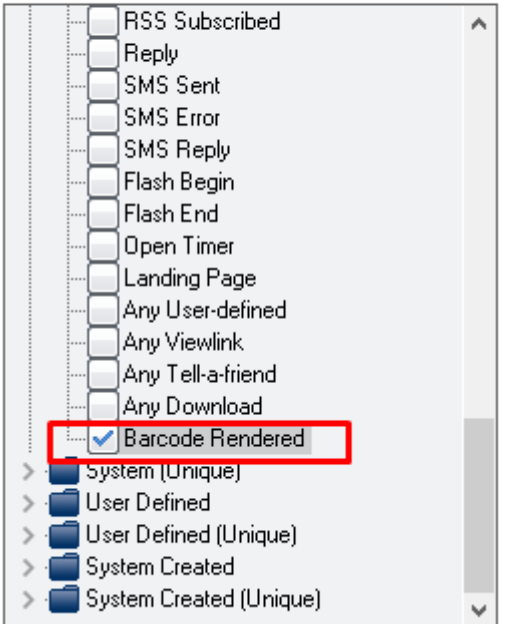 RSS Subscribed
Reply
SMS Sent
SMS Error
SMS Reply
Flash Begin
Flash End
Open Timer
Landing Page
Any User-defined
Any Viewlink
Any Tell-a-friend
Any Download
Barcode Rendered
System (Unique)
User Defined
User Defined (Unique)
System Created
System Created (Unique)